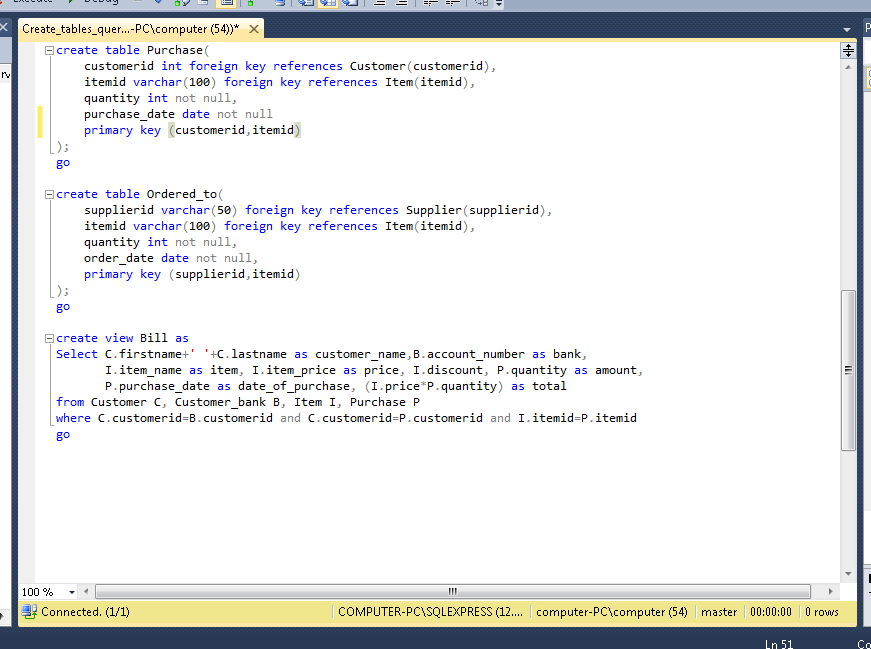 Execute Debug
Create_tables_quer...-PC\computer (54))*
create table Purchase(
customerid int foreign key references Customer(customerid),
itemid varchar(100) foreign key references Item(itemid),
quantity int not null,
purchase_date date not null
primary key (customerid,itemid)
);
go
create table Ordered_to(
supplierid varchar(50) foreign key references Supplier(supplierid),
itemid varchar(100) foreign key references Item(itemid),
quantity int not null,
order_date date not null,
primary key (supplierid,itemid)
);
go
create view Bill as
Select C.firstname+' '+C.lastname as customer_name,B.account_number as bank,
I.item_name as item, I.item_price as price, I.discount, P.quantity as amount,
P.purchase_date as date_of_purchase, (I.price*P.quantity) as total
from Customer C, Customer_bank B, Item I, Purchase P
where C.customerid=B.customerid and C.customerid=P.customerid and I.itemid=P.itemid
go
100 %
Connected. (1/1) COMPUTER-PC\SQLEXPRESS (12.... computer-PC\computer (54) master 00:00:00 0 rows
Ln 51